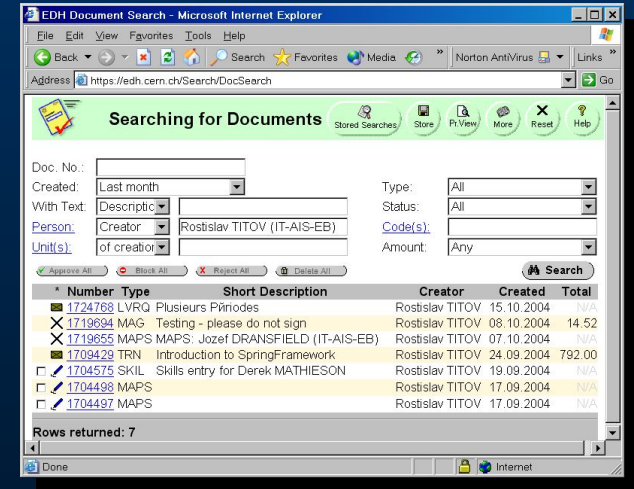 EDH Document Search - Microsoft Internet Explorer
File Edit View Favorites Tools Help
Back Search Favorites Media » Norton AntiVirus Links »
Address https://edh.cern.ch/Search/DocSearch Go
Searching for Documents Stored Searches Store Pr.View More Reset Help
Doc. No.:
Created: Last month Type: All
With Text: Descriptic Status: All
Person: Creator Rostislav TITOV (IT-AIS-EB) Code(s):
Unit(s): of creation Amount: Any
Approve All Block All Reject All Delete All Search
* Number Type Short Description Creator Created Total
1724768 LVRQ Plusieurs Pйriodes Rostislav TITOV 15.10.2004 N/A
1719694 MAG Testing - please do not sign Rostislav TITOV 08.10.2004 14.52
1719655 MAPS MAPS: Jozef DRANSFIELD (IT-AIS-EB) Rostislav TITOV 07.10.2004 N/A
1709429 TRN Introduction to SpringFramework Rostislav TITOV 24.09.2004 792.00
1704575 SKIL Skills entry for Derek MATHIESON Rostislav TITOV 19.09.2004 N/A
1704498 MAPS Rostislav TITOV 17.09.2004 N/A
1704497 MAPS Rostislav TITOV 17.09.2004 N/A
Rows returned: 7
Done Internet